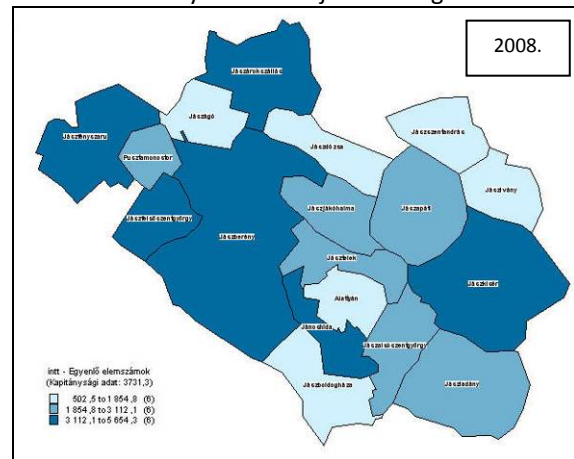 2008.
Jászárokszállás
Jászágó
Jászfényszaru
Pusztamonostor
Jászdózsa
Jászszentandrás
Jászivány
Jászfelsőszentgyörgy
Jászberény
Jászjákóhalma
Jászapáti
Jásztelek
Jászkisér
Alattyán
Jánoshida
Jászalsószentgyörgy
Jászboldogháza
Jászladány
intt - Egyenlő elemszámok
(Kapitánysági adat: 3731,3)
502 ,5 to 1 854 ,8 (6)
1 854 ,8 to 3 112 ,1 (6)
3 112 ,1 to 5 654 ,3 (6)